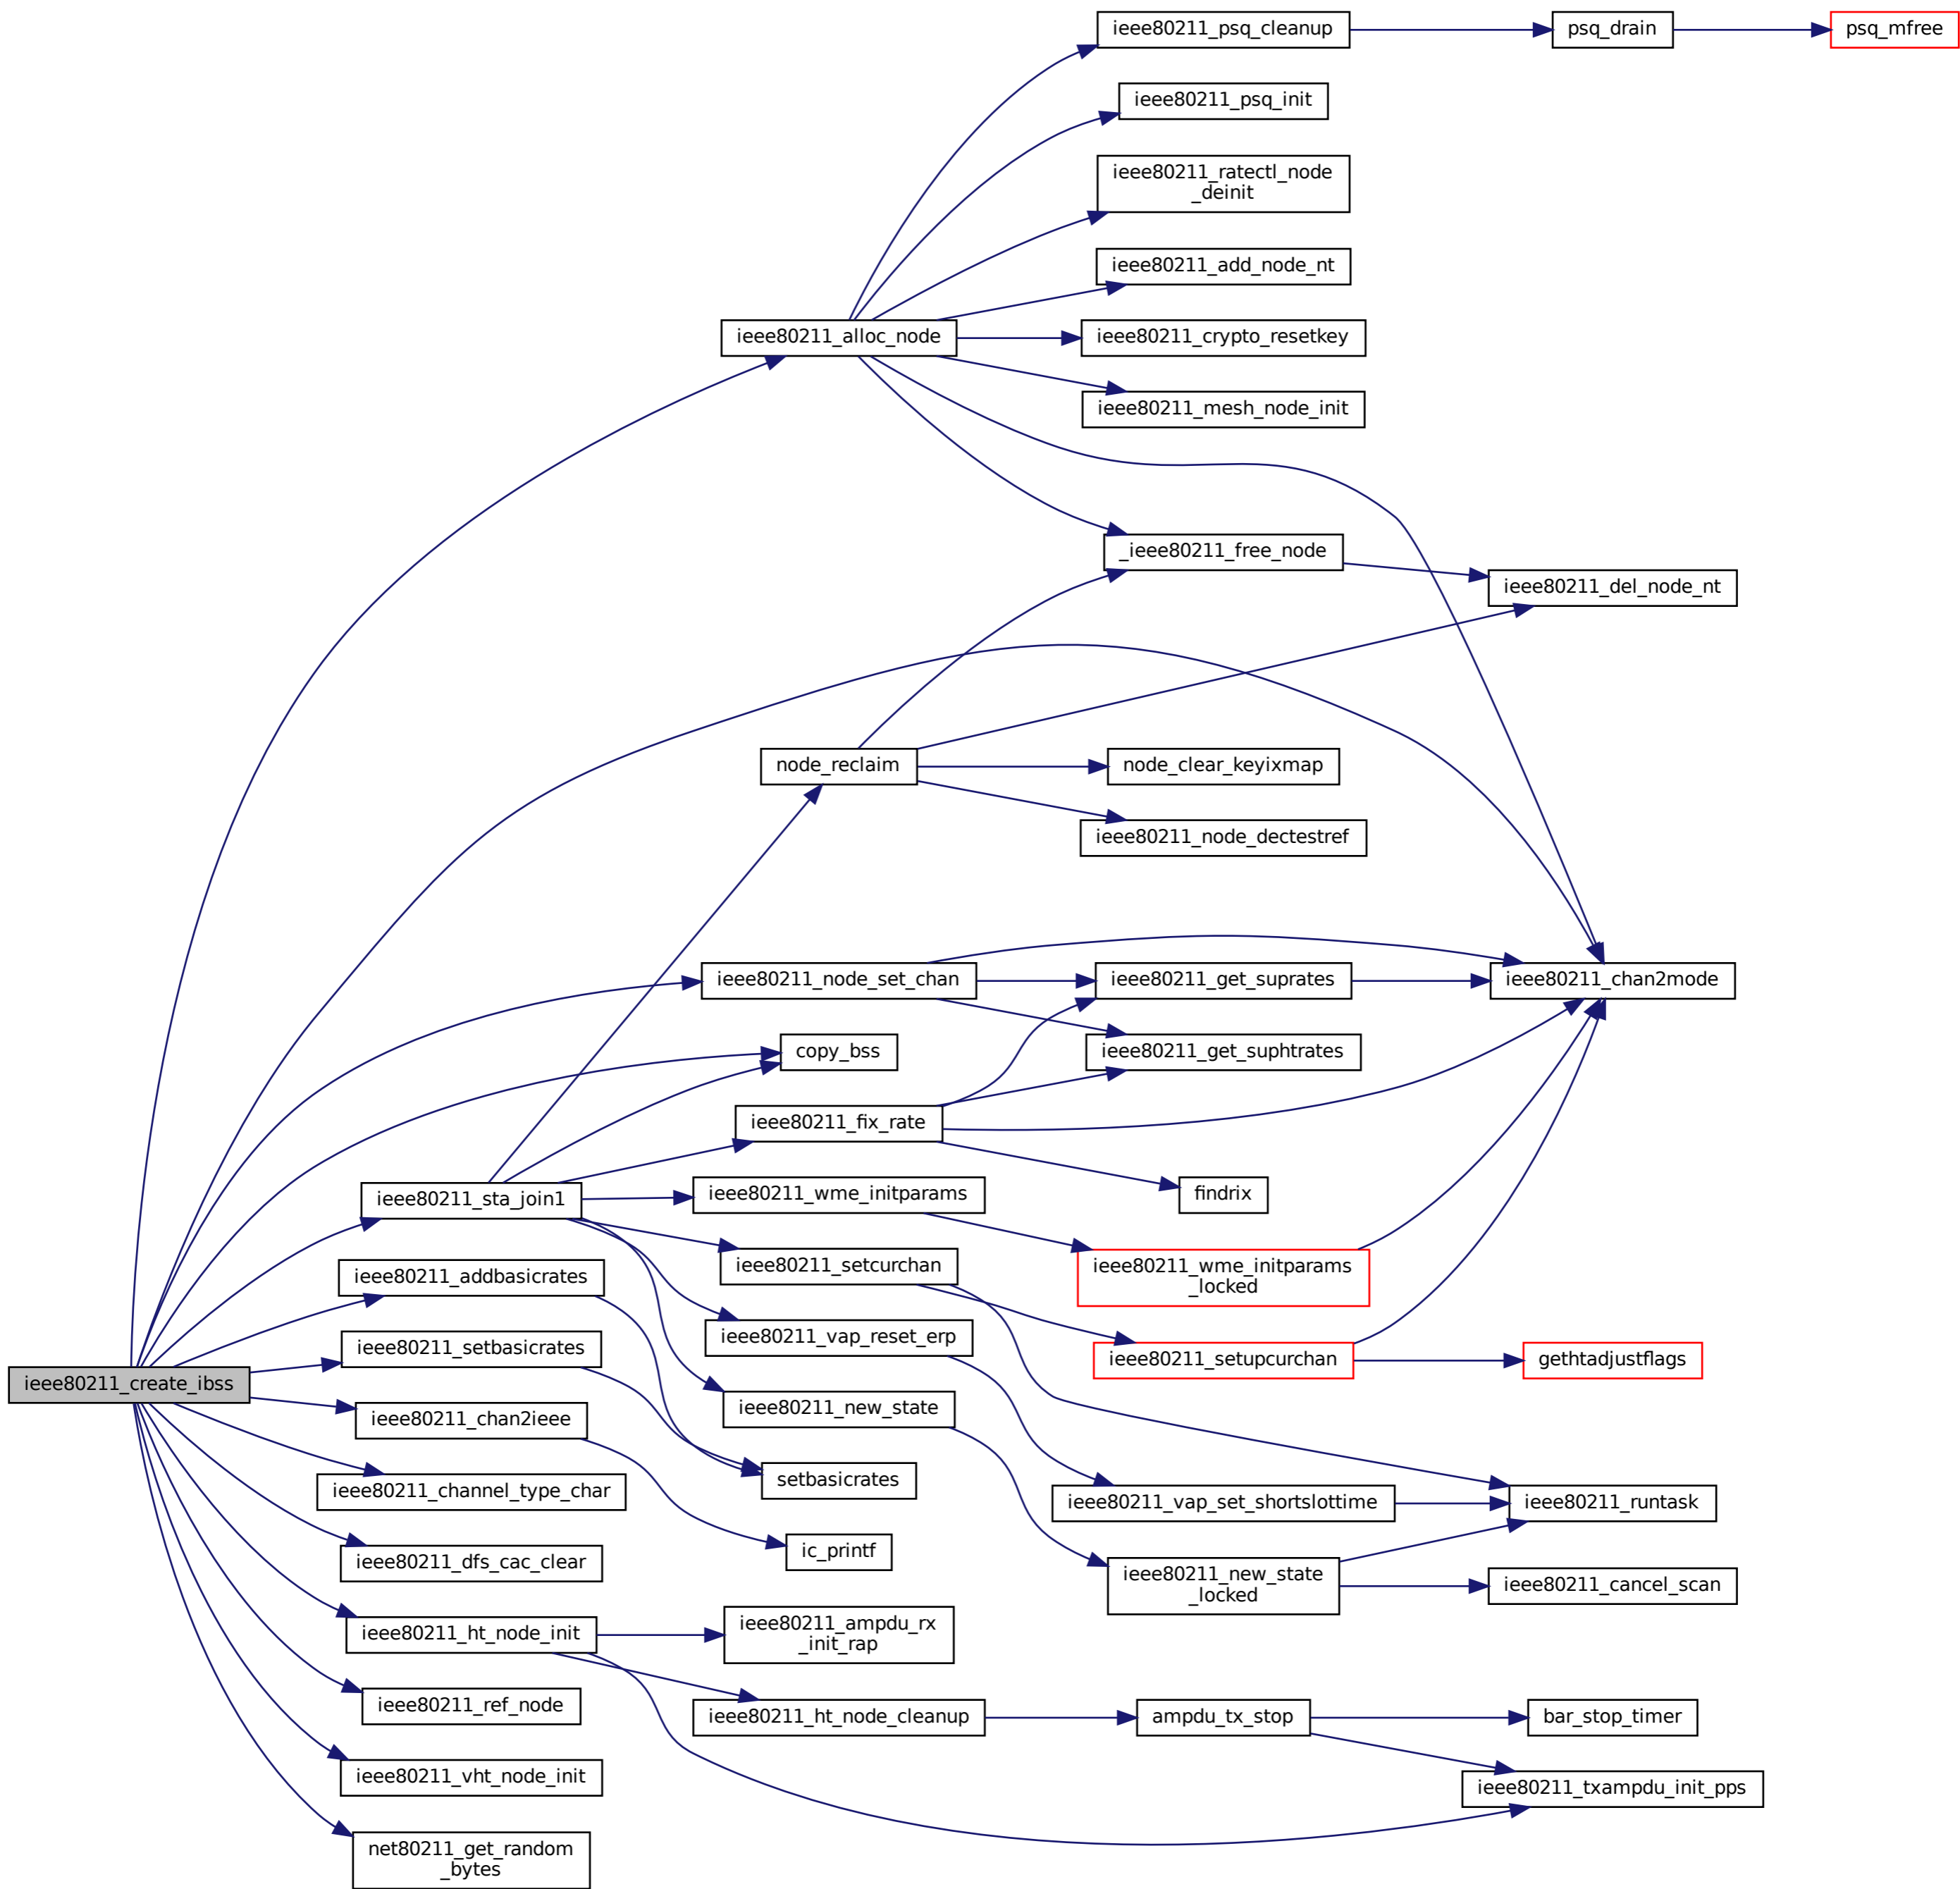 ieee80211_psq_cleanup
psq_drain
psq_mfree
ieee80211_psq_init
ieee80211_ratectl_node
_deinit
ieee80211_add_node_nt
ieee80211_alloc_node
ieee80211_crypto_resetkey
ieee80211_mesh_node_init
_ieee80211_free_node
ieee80211_del_node_nt
node_reclaim
node_clear_keyixmap
ieee80211_node_dectestref
ieee80211_node_set_chan
ieee80211_get_suprates
ieee80211_chan2mode
copy_bss
ieee80211_get_suphtrates
ieee80211_fix_rate
ieee80211_sta_join1
ieee80211_wme_initparams
findrix
ieee80211_addbasicrates
ieee80211_setcurchan
ieee80211_wme_initparams
_locked
ieee80211_setbasicrates
ieee80211_vap_reset_erp
ieee80211_setupcurchan
gethtadjustflags
ieee80211_create_ibss
ieee80211_chan2ieee
ieee80211_new_state
ieee80211_channel_type_char
setbasicrates
ieee80211_vap_set_shortslottime
ieee80211_runtask
ieee80211_dfs_cac_clear
ic_printf
ieee80211_new_state
_locked
ieee80211_cancel_scan
ieee80211_ht_node_init
ieee80211_ampdu_rx
_init_rap
ieee80211_ref_node
ieee80211_ht_node_cleanup
ampdu_tx_stop
bar_stop_timer
ieee80211_vht_node_init
ieee80211_txampdu_init_pps
net80211_get_random
_bytes